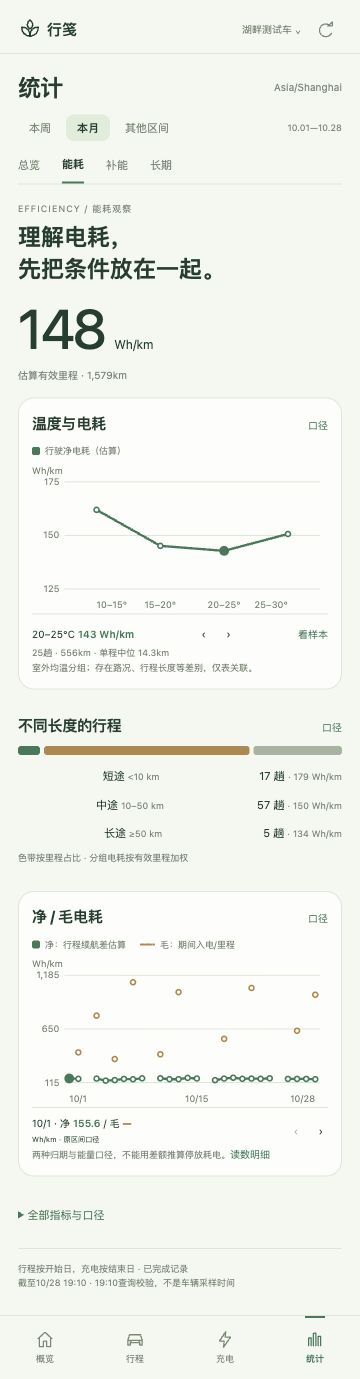 行笺
湖畔测试车
统计
Asia/Shanghai
本周 本月 其他区间 10.01—10.28
总览 能耗 补能 长期
EFFICIENCY / 能耗观察
理解电耗，
先把条件放在一起。
148 Wh/km
估算有效里程 · 1,579km
温度与电耗 口径
行驶净电耗（估算）
Wh/km
175
150
125
10–15° 15–20° 20–25° 25–30°
20–25°C 143 Wh/km ‹ › 看样本
25趟 · 556km · 单程中位 14.3km
室外均温分组；存在路况、行程长度等差别，仅表关联。
不同长度的行程 口径
短途 <10 km 17 趟 · 179 Wh/km
中途 10–50 km 57 趟 · 150 Wh/km
长途 ≥50 km 5 趟 · 134 Wh/km
色带按里程占比 · 分组电耗按有效里程加权
净 / 毛电耗 口径
净：行程续航差估算 毛：期间入电/里程
Wh/km
1,185
650
115
10/1 10/15 10/28
10/1 · 净 155.6 / 毛 — ‹ ›
Wh/km · 原区间口径
两种归期与能量口径，不能用差额推算停放耗电。读数明细
全部指标与口径
行程按开始日，充电按结束日 · 已完成记录
截至10/28 19:10 · 19:10查询校验，不是车辆采样时间
概览 行程 充电 统计